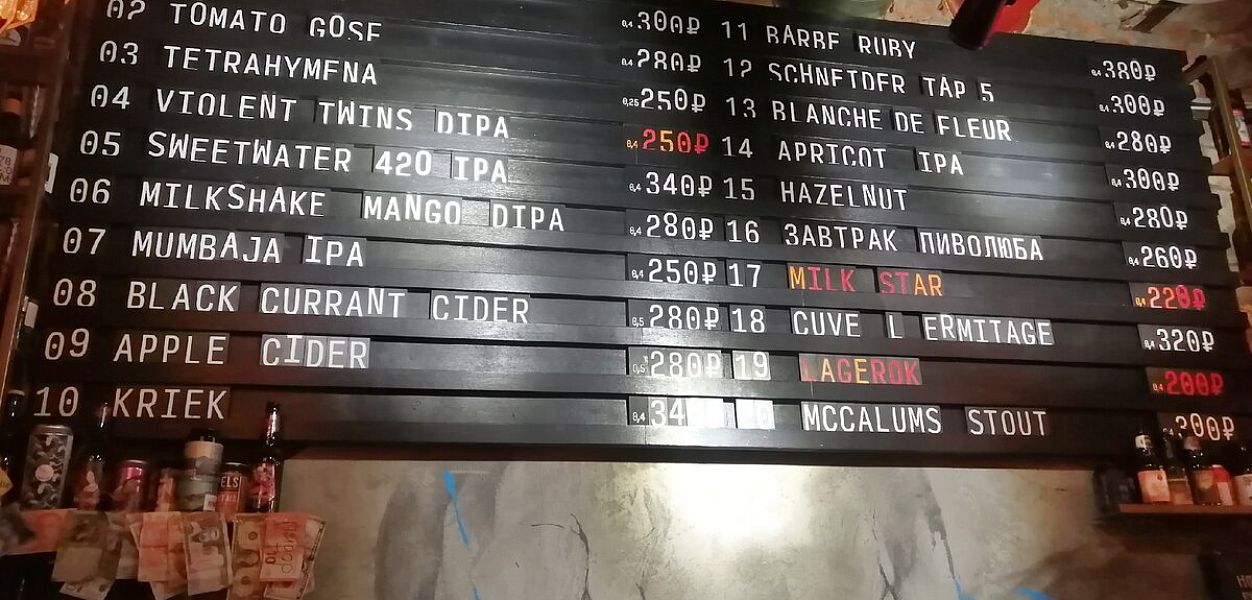 0,4 300₽ 11 BARBE RUBY 0,4 380₽
02 TOMATO GOSE 0,4 280₽ 12 SCHNEIDER TAP 5 0,4 300₽
03 TETRAHYMENA 0,25 250₽ 13 BLANCHE DE FLEUR 0,4 280₽
04 VIOLENT TWINS DIPA 0,4 250₽ 14 APRICOT IPA 0,4 300₽
05 SWEETWATER 420 IPA 0,4 340₽ 15 HAZELNUT 0,4 280₽
06 MILKSHAKE MANGO DIPA 0,4 280₽ 16 ЗАВТРАК ПИВОЛЮБА 0,4 260₽
07 MUMBAJA IPA 0,4 250₽ 17 MILK STAR 0,4 220₽
08 BLACK CURRANT CIDER 0,5 280₽ 18 CUVE L ERMITAGE 0,4 320₽
09 APPLE CIDER 0,5 280₽ 19 LAGEROK 0,4 200₽
10 KRIEK 0,4 MCCALUMS STOUT 0,4 300₽